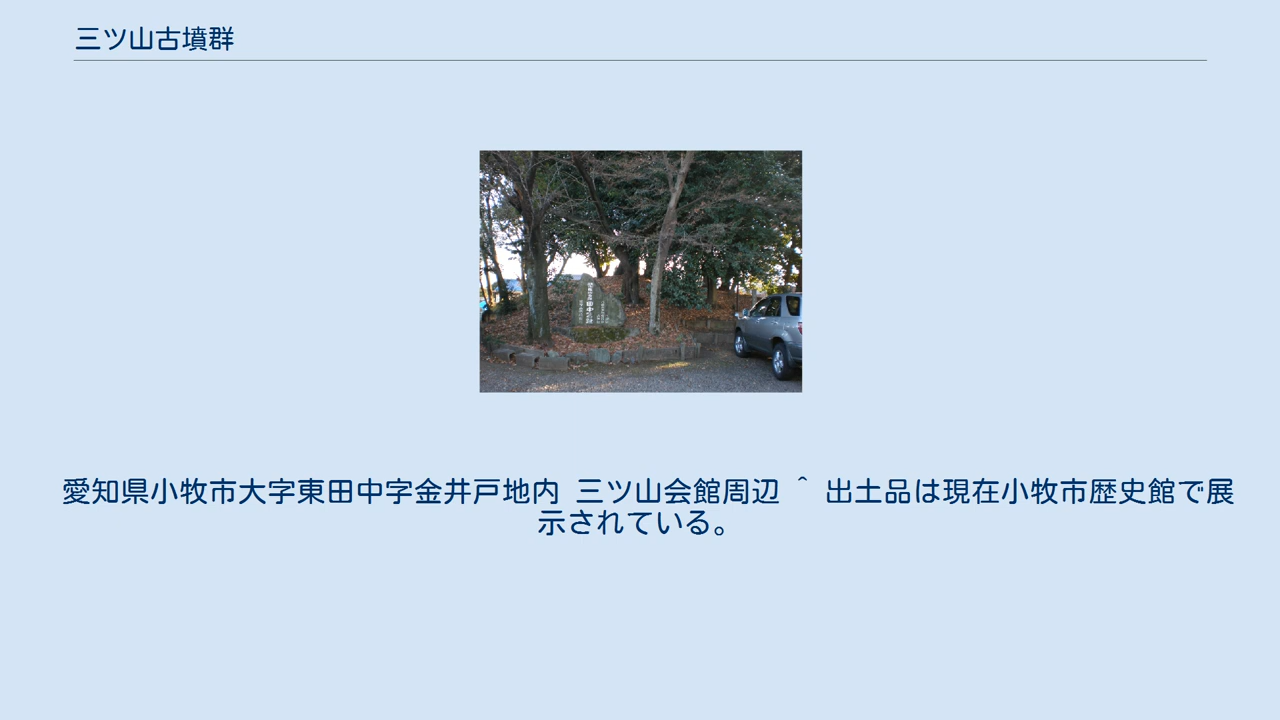 三ツ山古墳群
愛知県小牧市大字東田中字金井戸地内 三ツ山会館周辺 ^ 出土品は現在小牧市歴史館で展
示されている。